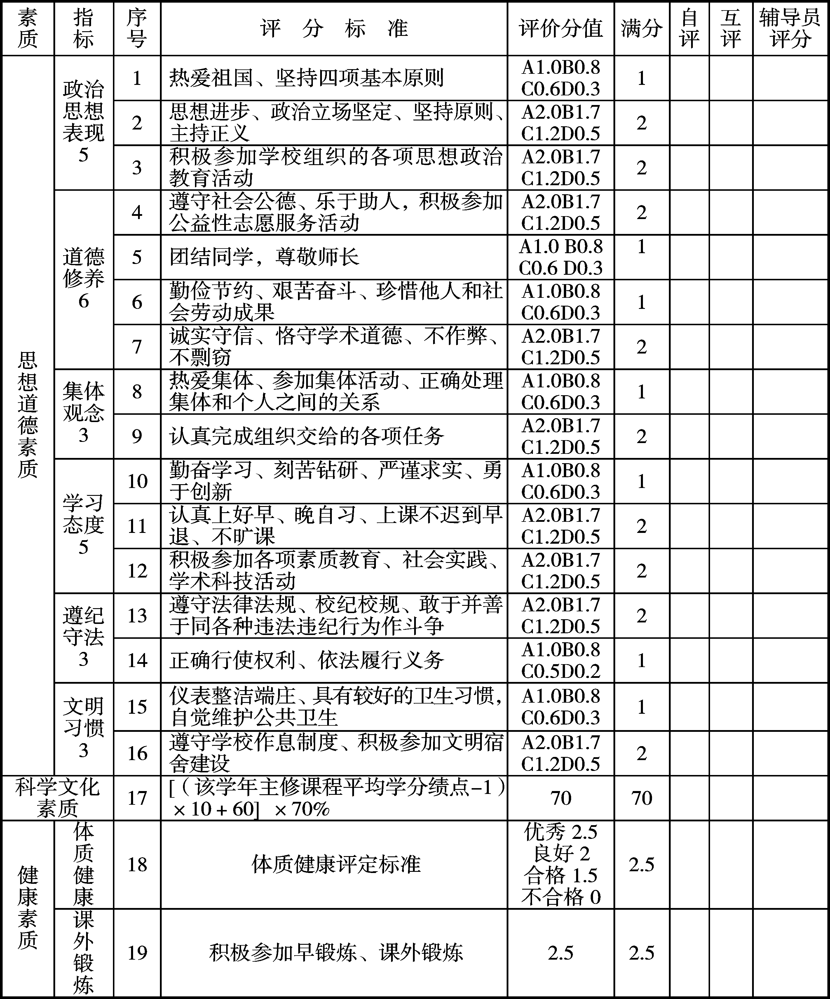 素质
指标
序号
评 分 标 准
评价分值
满分
自评
互评
辅导员
评分
思想道德素质
政治
思想
表现
5
1
热爱祖国、坚持四项基本原则
A1.0B0.8
C0.6D0.3
1
2
思想进步、政治立场坚定、坚持原则、
主持正义
A2.0B1.7
C1.2D0.5
2
3
积极参加学校组织的各项思想政治
教育活动
A2.0B1.7
C1.2D0.5
2
道德
修养
6
4
遵守社会公德、乐于助人，积极参加
公益性志愿服务活动
A2.0B1.7
C1.2D0.5
2
5
团结同学，尊敬师长
A1.0 B0.8
C0.6 D0.3
1
6
勤俭节约、艰苦奋斗、珍惜他人和社
会劳动成果
A1.0B0.8
C0.6D0.3
1
7
诚实守信、恪守学术道德、不作弊、
不剽窃
A2.0B1.7
C1.2D0.5
2
集体
观念
3
8
热爱集体、参加集体活动、正确处理
集体和个人之间的关系
A1.0B0.8
C0.6D0.3
1
9
认真完成组织交给的各项任务
A2.0B1.7
C1.2D0.5
2
学习
态度
5
10
勤奋学习、刻苦钻研、严谨求实、勇
于创新
A1.0B0.8
C0.6D0.3
1
11
认真上好早、晚自习、上课不迟到早
退、不旷课
A2.0B1.7
C1.2D0.5
2
12
积极参加各项素质教育、社会实践、
学术科技活动
A2.0B1.7
C1.2D0.5
2
遵纪
守法
3
13
遵守法律法规、校纪校规、敢于并善
于同各种违法违纪行为作斗争
A2.0B1.7
C1.2D0.5
2
14
正确行使权利、依法履行义务
A1.0B0.8
C0.5D0.2
1
文明
习惯
3
15
仪表整洁端庄、具有较好的卫生习惯，
自觉维护公共卫生
A1.0B0.8
C0.6D0.3
1
16
遵守学校作息制度、积极参加文明宿
舍建设
A2.0B1.7
C1.2D0.5
2
科学文化
素质
17
[（该学年主修课程平均学分绩点-1）
×10+60] ×70%
70
70
健康素质
体质健康
18
体质健康评定标准
优秀 2.5
良好 2
合格 1.5
不合格 0
2.5
课外锻炼
19
积极参加早锻炼、课外锻炼
2.5
2.5